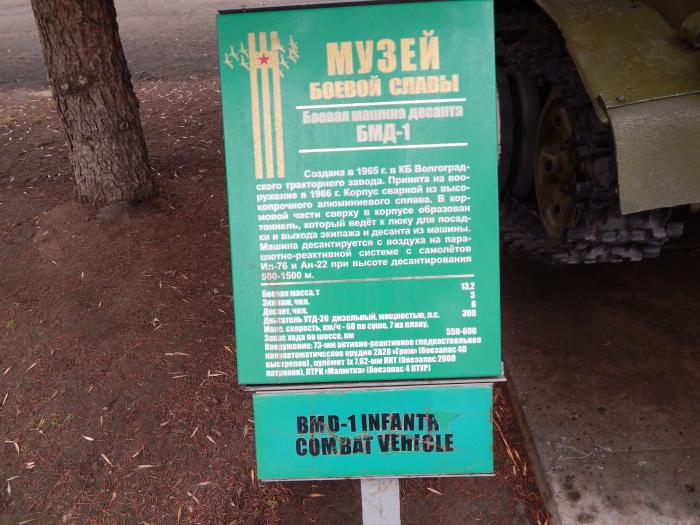 МУЗЕЙ
БОЕВОЙ СЛАВЫ
Боевая машина десанта
БМД-1
Создана в 1965 г. в КБ Волгоград-
ского тракторного завода. Принята на воо-
ружение в 1966 г. Корпус сварной из высо-
копрочного алюминиевого сплава. В кор-
мовой части сверху в корпусе образован
тоннель, который ведёт к люку для посад-
ки и выхода экипажа и десанта из машины.
Машина десантируется с воздуха на пара-
шютно-реактивной системе с самолётов
Ил-76 и Ан-22 при высоте десантирования
500-1500 м.
Боевая масса, т 13,2
Экипаж, чел. 3
Десант, чел. 8
Двигатель УТД-20 дизельный, мощностью, л.с. 300
Макс. скорость, км/ч - 60 по суше, 7 на плаву.
Запас хода по шоссе, км 550-600
Вооружение: 73-мм активно-реактивное гладкоствольное
полуавтоматическое орудие 2А28 «Гром» (боезапас 40
выстрелов) , пулёмет 1х 7,62-мм ПКТ (боезапас 2000
патронов), ПТРК «Малютка» (боезапас 4 ПТУР)
BMD-1 INFANTR
COMBAT VEHICLE